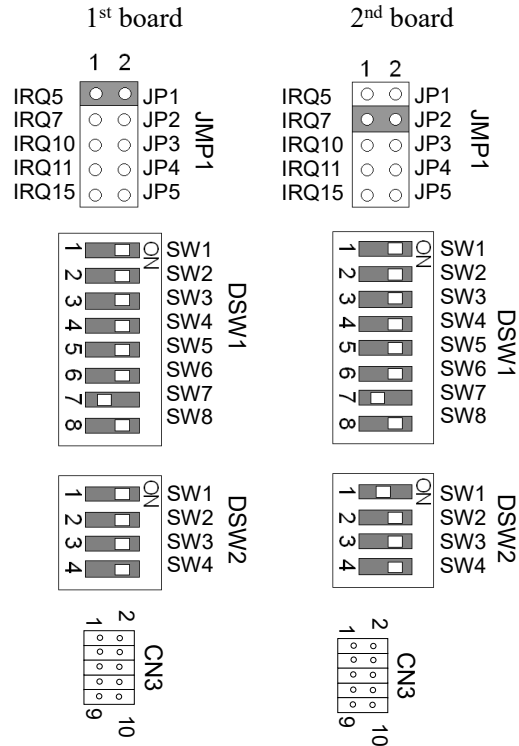 1st board 2nd board
1 2
IRQ5 JP1
IRQ7 JP2
IRQ10 JP3
IRQ11 JP4
IRQ15 JP5
JMP1
1 2
IRQ5 JP1
IRQ7 JP2
IRQ10 JP3
IRQ11 JP4
IRQ15 JP5
JMP1
1 ON SW1
2 SW2
3 SW3
4 SW4
5 SW5
6 SW6
7 SW7
8 SW8
DSW1
1 ON SW1
2 SW2
3 SW3
4 SW4
5 SW5
6 SW6
7 SW7
8 SW8
DSW1
1 ON SW1
2 SW2
3 SW3
4 SW4
DSW2
1 ON SW1
2 SW2
3 SW3
4 SW4
DSW2
1 2
CN3
9 10
1 2
CN3
9 10